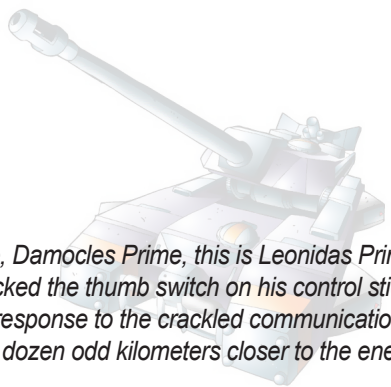 , Damocles Prime, this is Leonidas Prim
cked the thumb switch on his control sti
response to the crackled communicatio
dozen odd kilometers closer to the ene